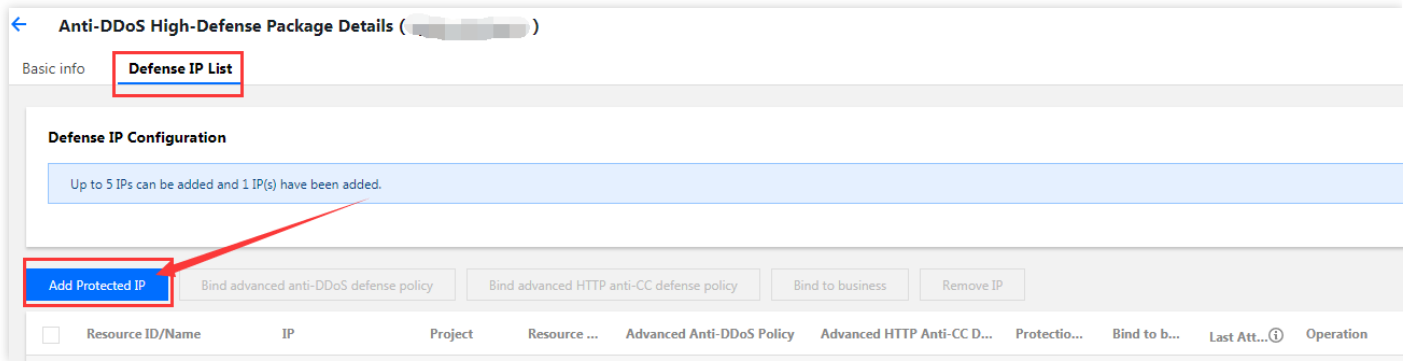 Anti-DDoS High-Defense Package Details ( )
Basic info Defense IP List
Defense IP Configuration
Up to 5 IPs can be added and 1 IP(s) have been added.
Add Protected IP Bind advanced anti-DDoS defense policy Bind advanced HTTP anti-CC defense policy Bind to business Remove IP
Resource ID/Name IP Project Resource ... Advanced Anti-DDoS Policy Advanced HTTP Anti-CC D... Protectio... Bind to b... Last Att... Operation